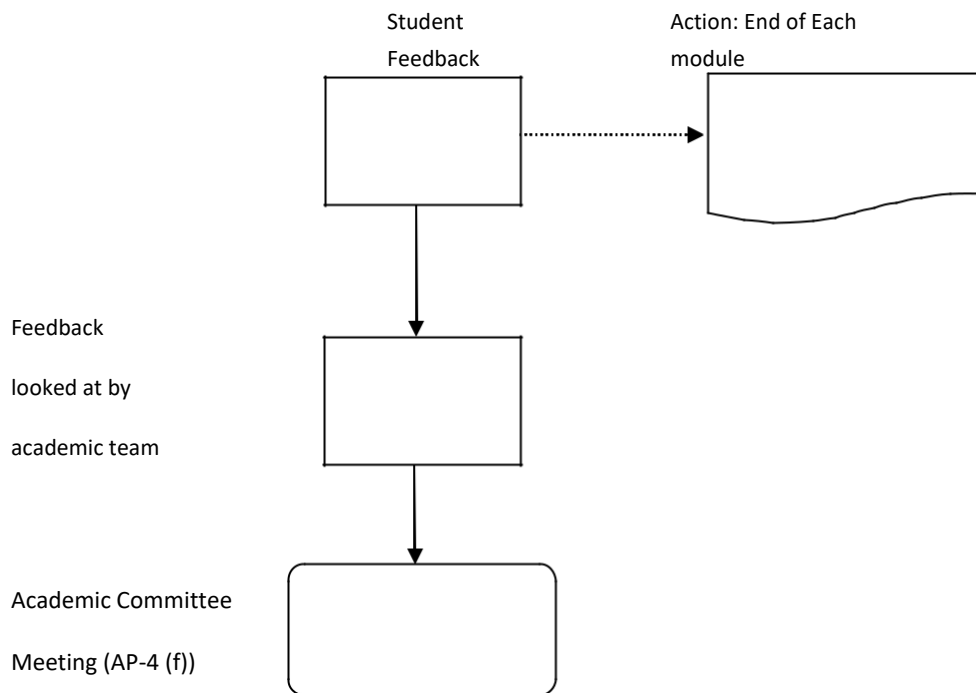 Student
Feedback
Action: End of Each
module
Feedback
looked at by
academic team
Academic Committee
Meeting (AP-4 (f))